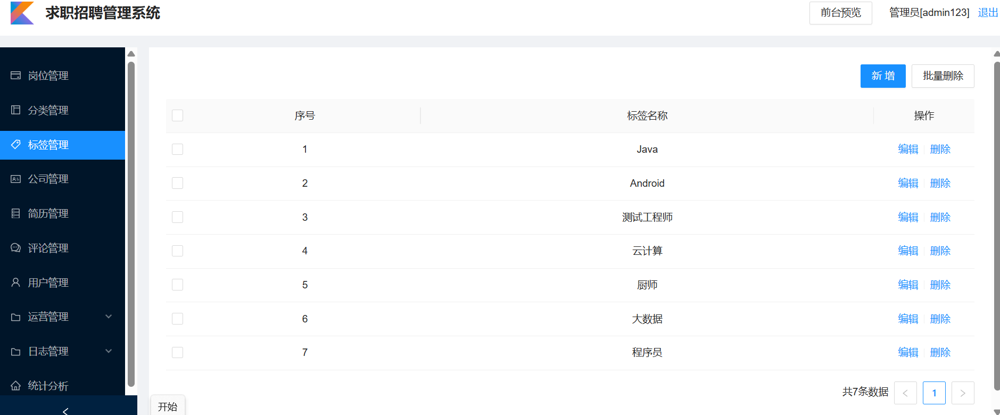 求职招聘管理系统
前台预览 管理员[admin123] 退出
岗位管理
分类管理
标签管理
公司管理
简历管理
评论管理
用户管理
运营管理
日志管理
统计分析
新 增 批量删除
序号 标签名称 操作
1 Java 编辑 删除
2 Android 编辑 删除
3 测试工程师 编辑 删除
4 云计算 编辑 删除
5 厨师 编辑 删除
6 大数据 编辑 删除
7 程序员 编辑 删除
共7条数据 < 1 >
开始